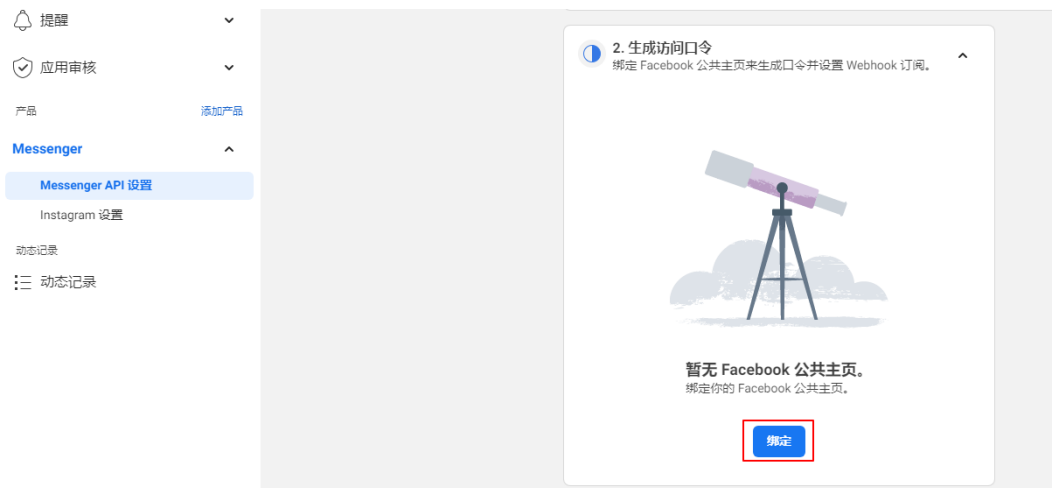 提醒
应用审核
产品 添加产品
Messenger
Messenger API 设置
Instagram 设置
动态记录
动态记录
2. 生成访问口令
绑定 Facebook 公共主页来生成口令并设置 Webhook 订阅。
暂无 Facebook 公共主页。
绑定你的 Facebook 公共主页。
绑定